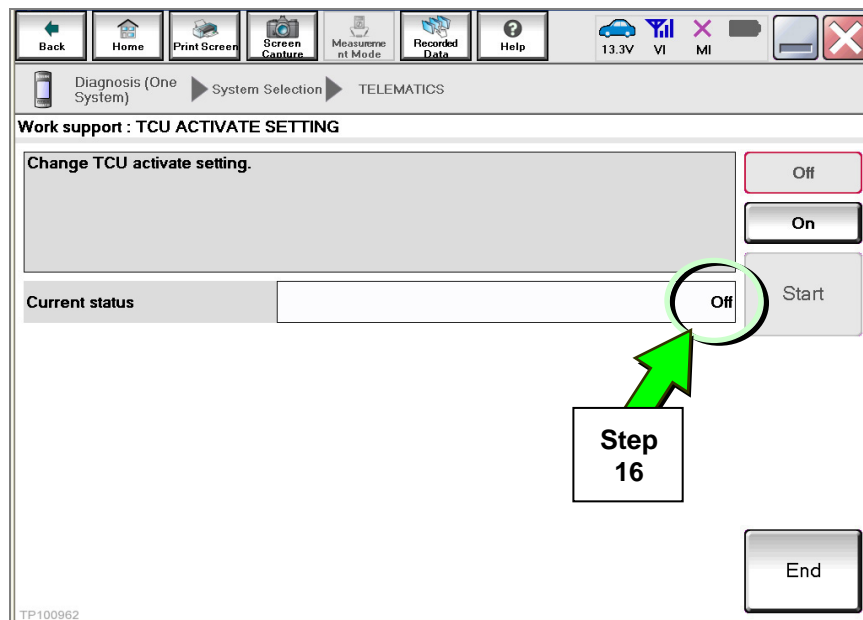 Back
Home
Print Screen
Screen
Capture
Measureme
nt Mode
Recorded
Data
Help
13.3V
VI
MI
Diagnosis (One
System)
System Selection
TELEMATICS
Work support : TCU ACTIVATE SETTING
Change TCU activate setting.
Off
On
Current status
Off
Start
Step
16
End
TP100962